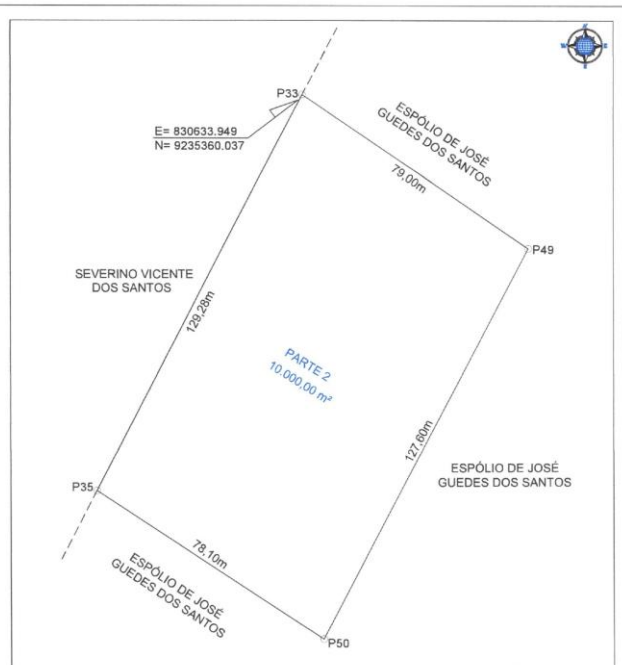 P33
E= 830633.949
N= 9235360.037
ESPÓLIO DE JOSÉ
GUEDES DOS SANTOS
79,00m
P49
SEVERINO VICENTE
DOS SANTOS
129,28m
PARTE 2
10.000,00 m²
127,60m
ESPÓLIO DE JOSÉ
GUEDES DOS SANTOS
P35
78,10m
ESPÓLIO DE JOSÉ
GUEDES DOS SANTOS
P50